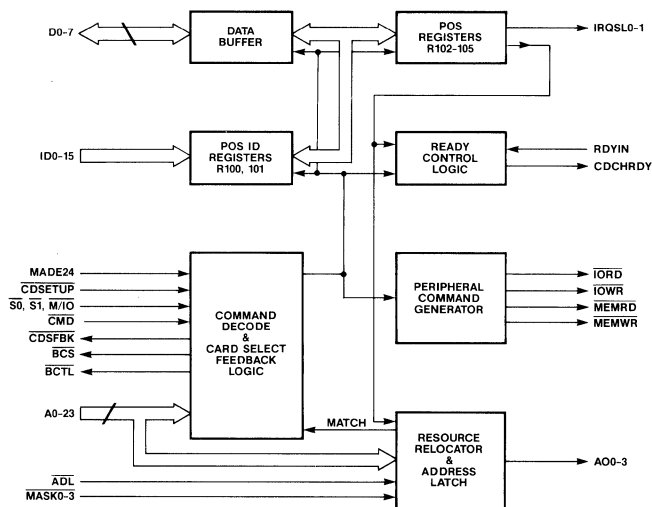 D0-7
DATA
BUFFER
POS
REGISTERS
R102-105
IRQSL0-1
ID0-15
POS ID
REGISTERS
R100, 101
READY
CONTROL
LOGIC
RDYIN
CDCHRDY
MADE24
CDSETUP
S0, S1, M/IO
CMD
CDSFBK
BCS
BCTL
A0-23
COMMAND
DECODE
&
CARD SELECT
FEEDBACK
LOGIC
PERIPHERAL
COMMAND
GENERATOR
IORD
IOWR
MEMRD
MEMWR
MATCH
RESOURCE
RELOCATOR
&
ADDRESS
LATCH
AO0-3
ADL
MASK0-3